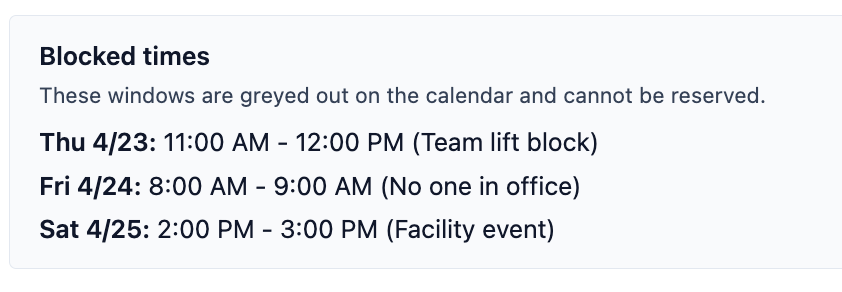 Blocked times
These windows are greyed out on the calendar and cannot be reserved.
Thu 4/23: 11:00 AM - 12:00 PM (Team lift block)
Fri 4/24: 8:00 AM - 9:00 AM (No one in office)
Sat 4/25: 2:00 PM - 3:00 PM (Facility event)